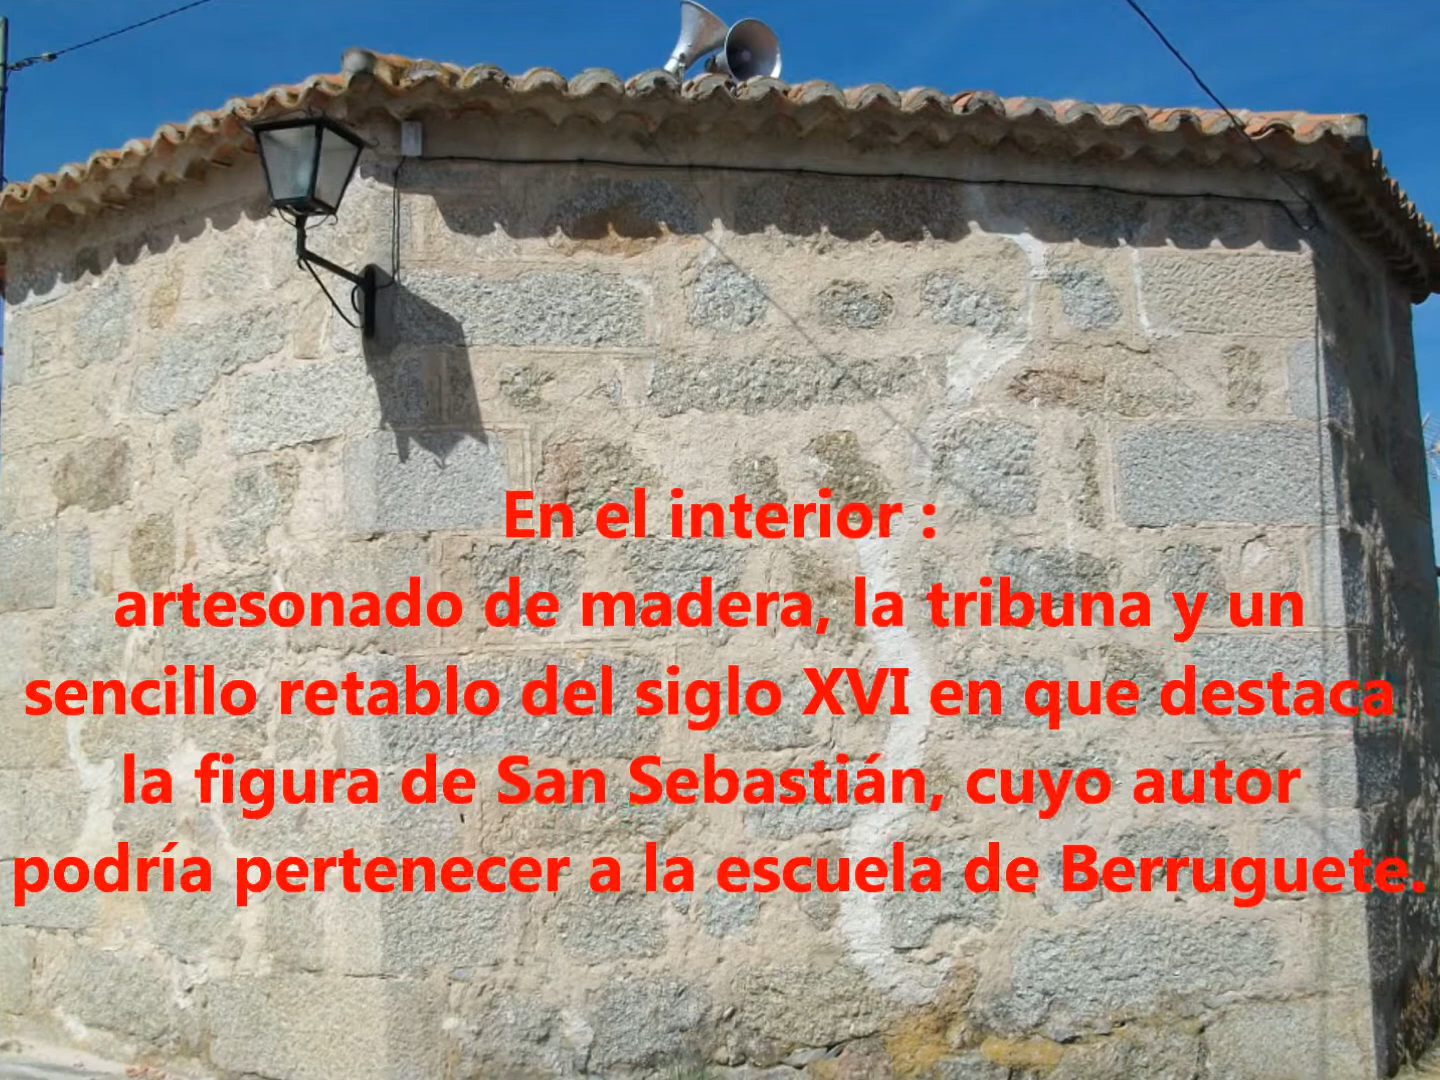 En el interior :
artesonado de madera, la tribuna y un
sencillo retablo del siglo XVI en que destaca
la figura de San Sebastián, cuyo autor
podría pertenecer a la escuela de Berruguete.